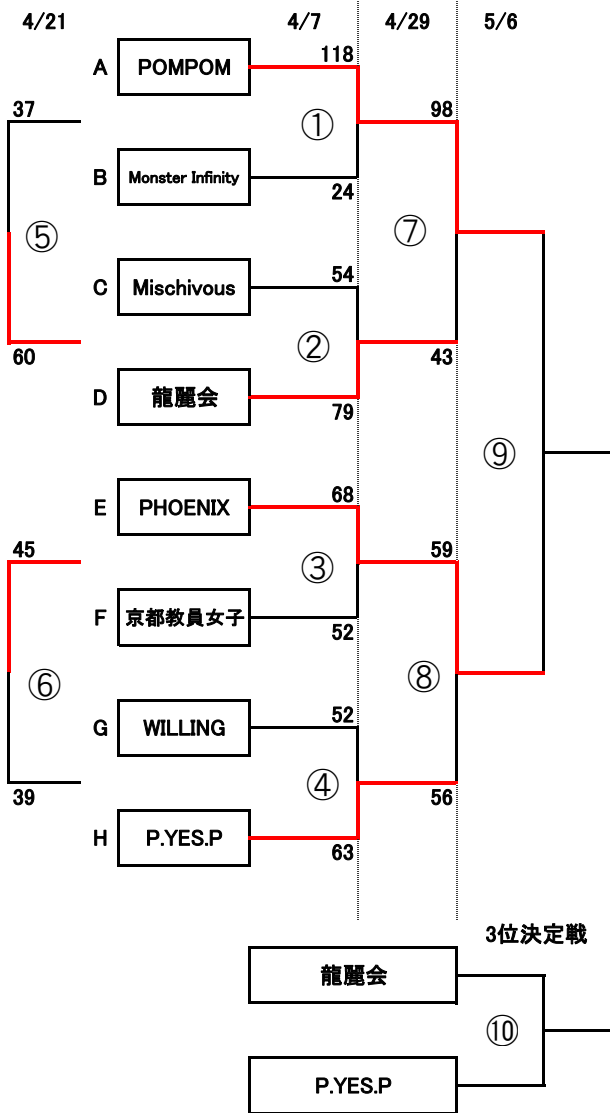 4/21 4/7 4/29 5/6
118
A POMPOM
37 98
①
B Monster Infinity
24
⑤ ⑦
54
C Mischivous
②
60 43
D 龍麗会
79
⑨
68
E PHOENIX
45 59
③
F 京都教員女子
52
⑥ ⑧
52
G WILLING
④
39 56
H P.YES.P
63
3位決定戦
龍麗会
⑩
P.YES.P